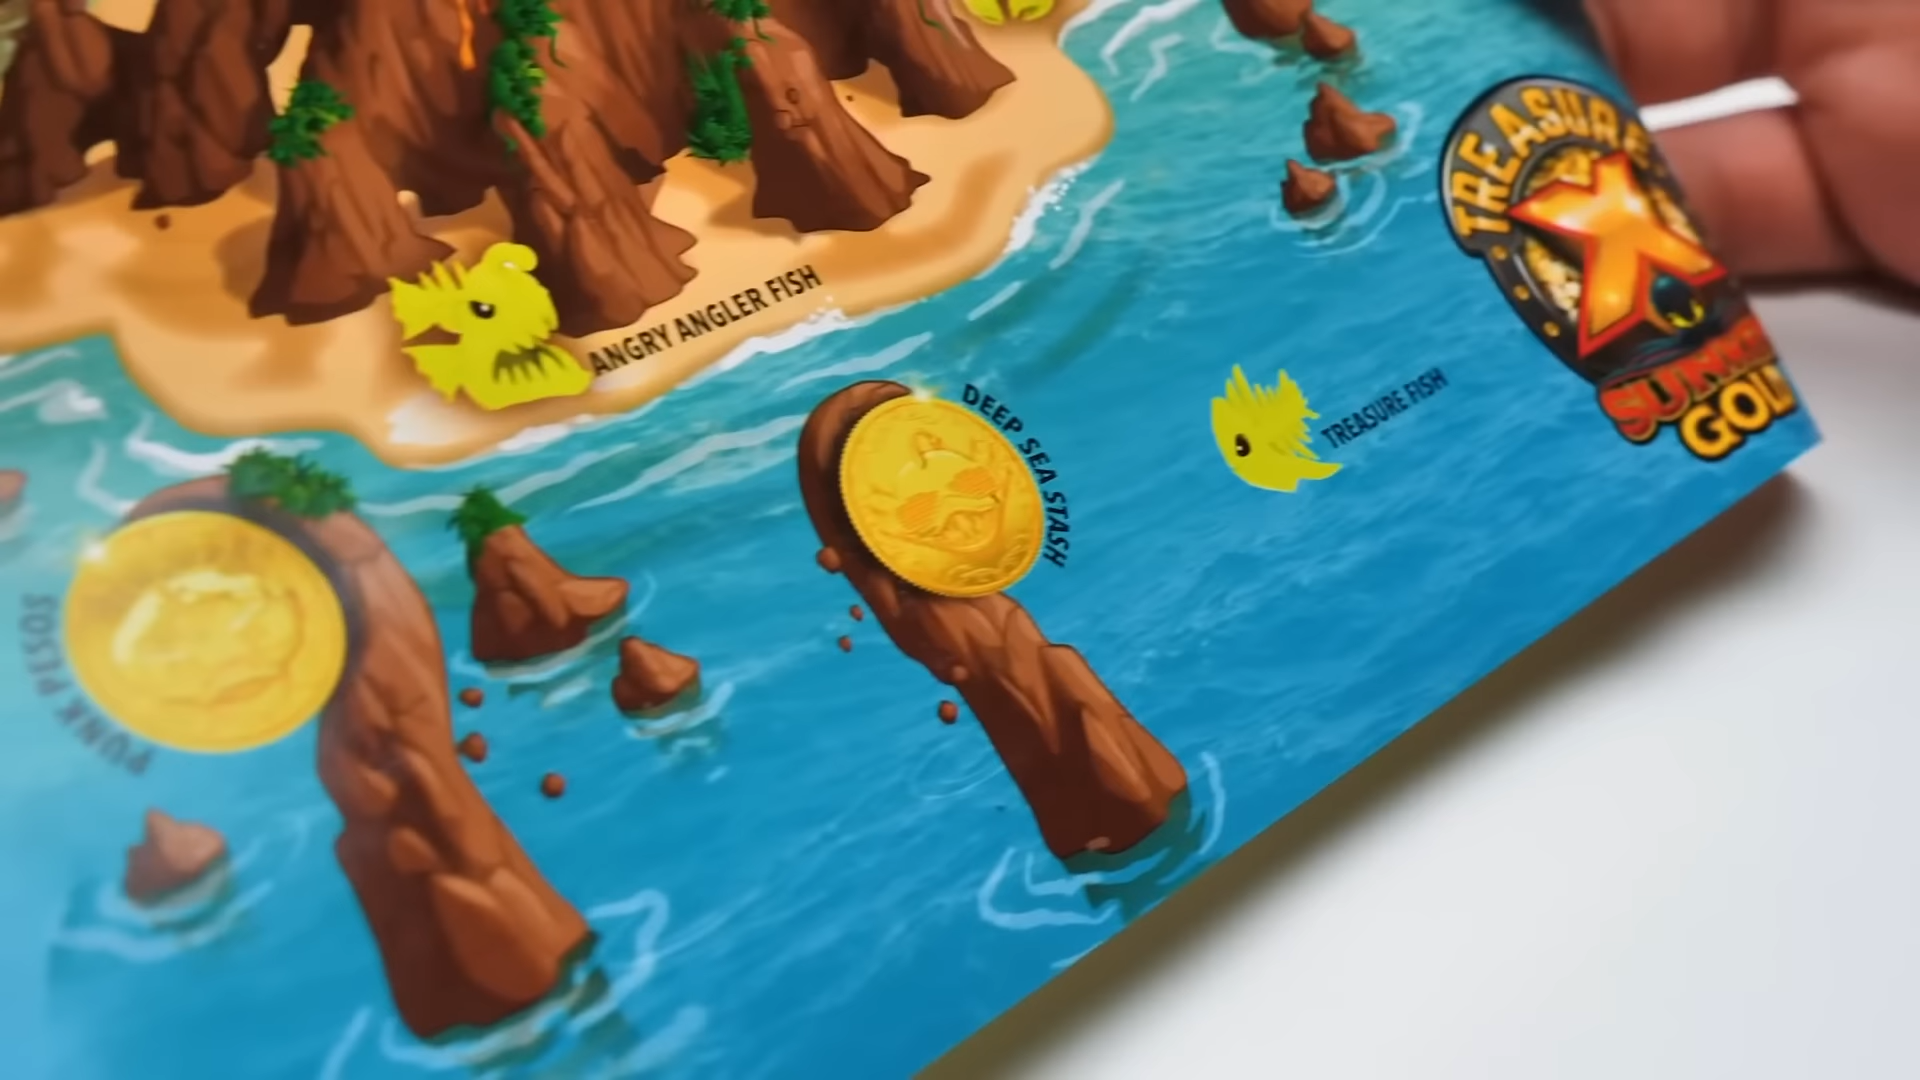 TREASURE
X
SUNKEN
GOLD
ANGRY ANGLER FISH
TREASURE FISH
DEEP SEA STASH
PUNK PESOS